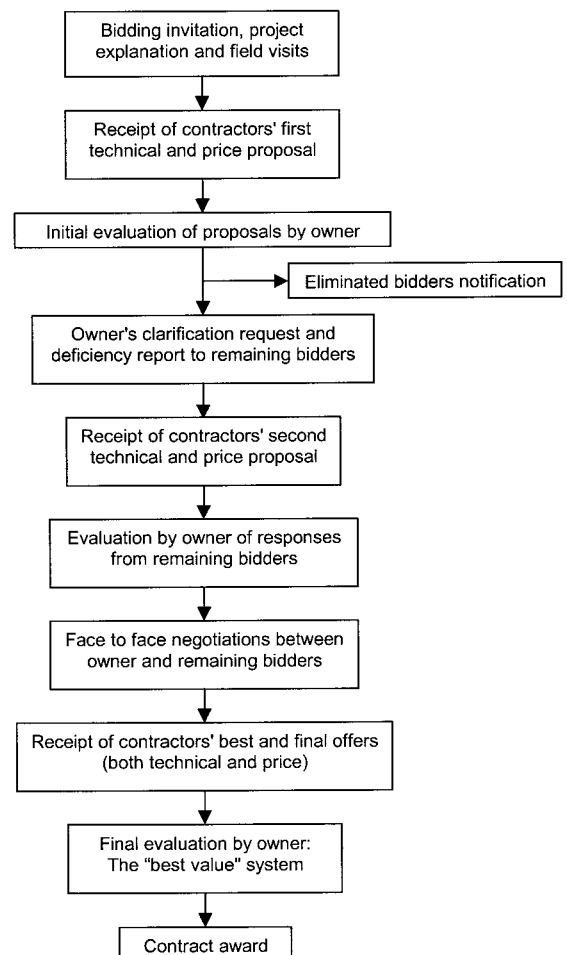 Bidding invitation, project
explanation and field visits
Receipt of contractors' first
technical and price proposal
Initial evaluation of proposals by owner
Eliminated bidders notification
Owner's clarification request and
deficiency report to remaining bidders
Receipt of contractors' second
technical and price proposal
Evaluation by owner of responses
from remaining bidders
Face to face negotiations between
owner and remaining bidders
Receipt of contractors' best and final offers
(both technical and price)
Final evaluation by owner:
The "best value" system
Contract award